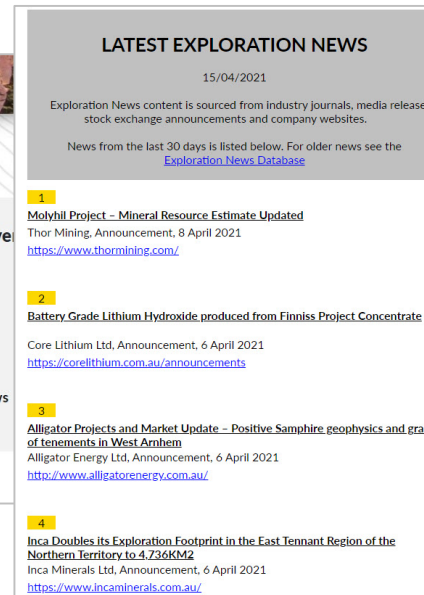 LATEST EXPLORATION NEWS
15/04/2021
Exploration News content is sourced from industry journals, media release
stock exchange announcements and company websites.
News from the last 30 days is listed below. For older news see the
Exploration News Database
1
Molyhil Project – Mineral Resource Estimate Updated
Thor Mining, Announcement, 8 April 2021
https://www.thormining.com/
2
Battery Grade Lithium Hydroxide produced from Finniss Project Concentrate
Core Lithium Ltd, Announcement, 6 April 2021
https://corelithium.com.au/announcements
3
Alligator Projects and Market Update – Positive Samphire geophysics and gra
of tenements in West Arnhem
Alligator Energy Ltd, Announcement, 6 April 2021
http://www.alligatorenergy.com.au/
4
Inca Doubles its Exploration Footprint in the East Tennant Region of the
Northern Territory to 4,736KM2
Inca Minerals Ltd, Announcement, 6 April 2021
https://www.incaminerals.com.au/